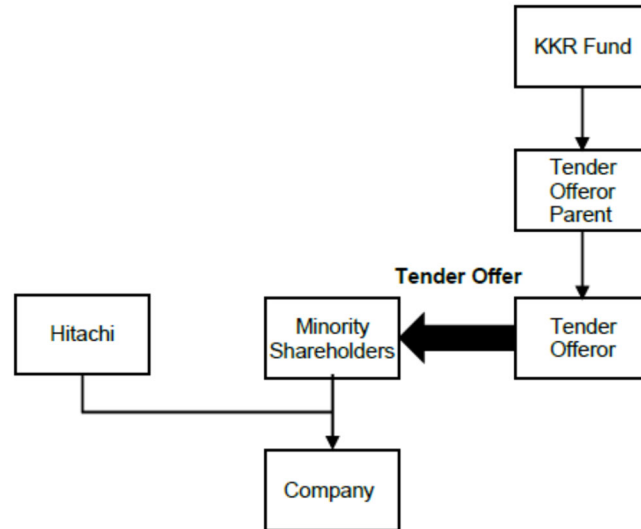 KKR Fund
Tender
Offeror
Parent
Tender Offer
Hitachi
Minority
Shareholders
Tender
Offeror
Company